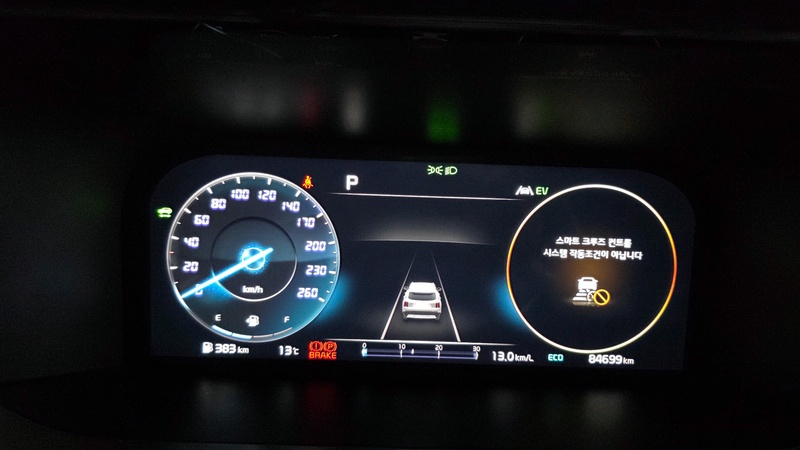 P
EV
100 120
80 140
60 170
40 200
20 230
0 260
km/h
스마트 크루즈 컨트롤
시스템 작동조건이 아닙니다
E F
383 km
13℃
(!) (P)
BRAKE
0 10 20 30
13.0 km/L
ECO
84699 km